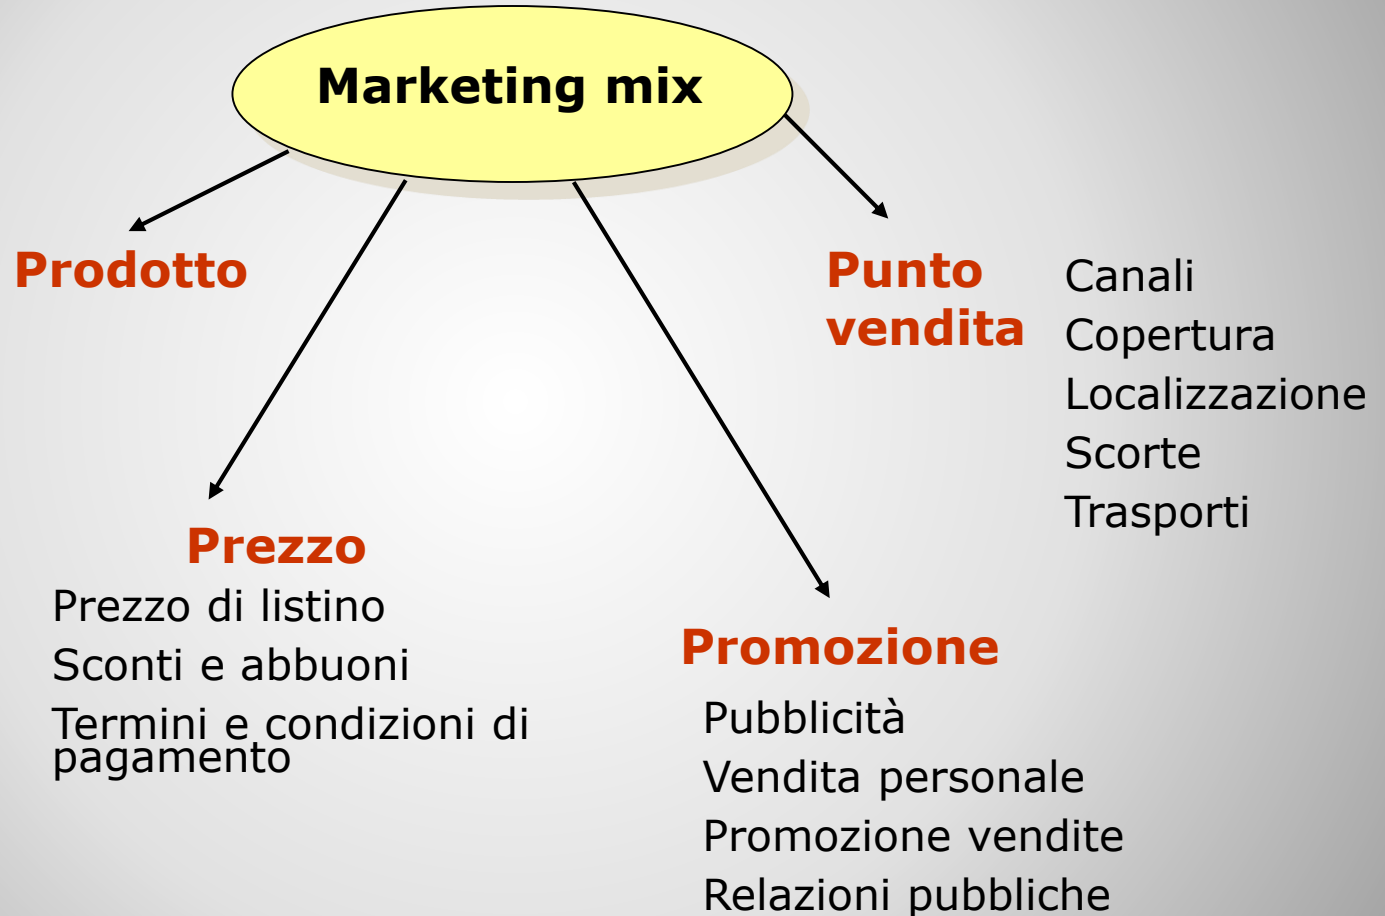 Marketing mix
Prodotto
Punto
vendita
Canali
Copertura
Localizzazione
Scorte
Trasporti
Prezzo
Prezzo di listino
Sconti e abbuoni
Termini e condizioni di
pagamento
Promozione
Pubblicità
Vendita personale
Promozione vendite
Relazioni pubbliche